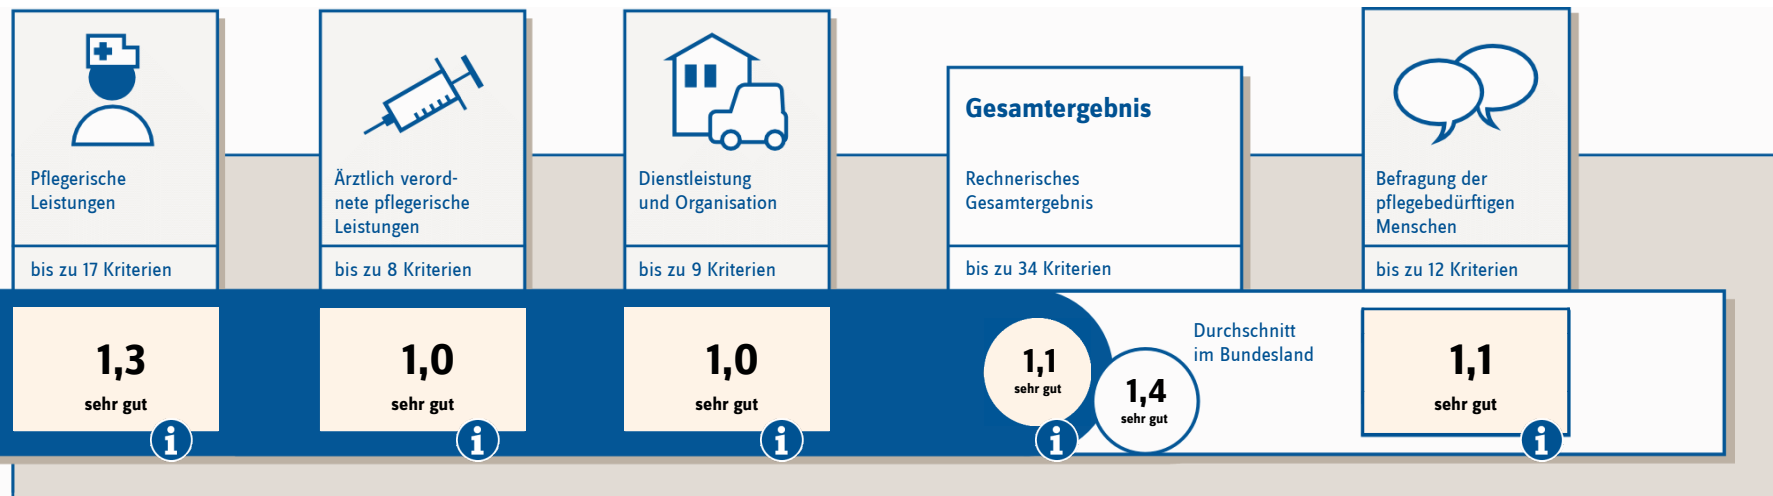 Pflegerische
Leistungen
bis zu 17 Kriterien
1,3
sehr gut
i
Ärztlich verord-
nete pflegerische
Leistungen
bis zu 8 Kriterien
1,0
sehr gut
i
Dienstleistung
und Organisation
bis zu 9 Kriterien
1,0
sehr gut
i
Gesamtergebnis
Rechnerisches
Gesamtergebnis
bis zu 34 Kriterien
1,1
sehr gut
i
1,4
sehr gut
Durchschnitt
im Bundesland
Befragung der
pflegebedürftigen
Menschen
bis zu 12 Kriterien
1,1
sehr gut
i